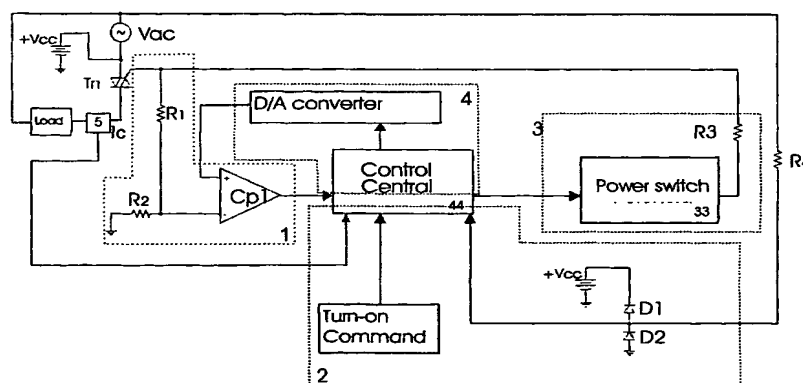 +Vcc
Vac
Tr1
Load
5
Ic
R1
R2
Cp1
1
D/A converter
4
Control
Central
44
3
R3
Power switch
33
+Vcc
D1
D2
Turn-on
Command
2